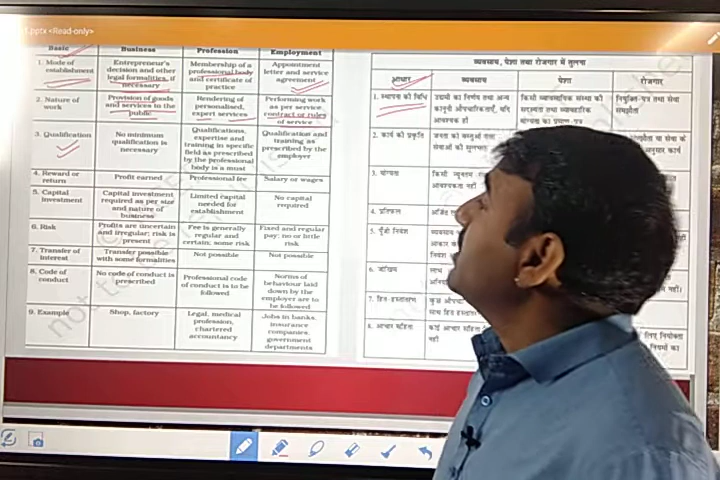 .pptx <Read-only>
Basic Business Profession Employment
1. Mode of establishment
Entrepreneur's decision and other legal formalities, if necessary
Membership of a professional body and certificate of practice
Appointment letter and service agreement
2. Nature of work
Provision of goods and services to the public
Rendering of personalised, expert services
Performing work as per service contract or rules of service
3. Qualification
No minimum qualification is necessary
Qualifications, expertise and training in specific field as prescribed by the professional body is a must
Qualification and training as prescribed by the employer
4. Reward or return
Profit earned
Professional fee
Salary or wages
5. Capital Investment
Capital investment required as per size and nature of business
Limited capital needed for establishment
No capital required
6. Risk
Profits are uncertain and irregular; risk is present
Fee is generally regular and certain; some risk
Fixed and regular pay; no or little risk
7. Transfer of interest
Transfer possible with some formalities
Not possible
Not possible
8. Code of conduct
No code of conduct is prescribed
Professional code of conduct is to be followed
Norms of behaviour laid down by the employer are to be followed
9. Example
Shop, factory
Legal, medical profession, chartered accountancy
Jobs in banks, insurance companies, government departments
व्यवसाय, पेशा तथा रोजगार में तुलना
आधार व्यवसाय पेशा रोजगार
1. स्थापना की विधि
उद्यमी का निर्णय तथा अन्य कानूनी औपचारिकताएँ, यदि आवश्यक हों
किसी व्यावसायिक संस्था की सदस्यता तथा व्यावहारिक योग्यता का प्रमाण-पत्र
नियुक्ति-पत्र तथा सेवा समझौता
2. कार्य की प्रकृति
जनता को वस्तुओं तथा सेवाओं की सुलभता
तथा सेवा के
अनुसार कार्य
3. योग्यता
किसी न्यूनतम
आवश्यकता नहीं
4. प्रतिफल
अर्जित
5. पूँजी निवेश
व्यवसाय
आकार
निवेश
6. जोखिम
लाभ
7. हित-हस्तांतरण
कुछ
साथ
8. आचार संहिता
कोई आचार संहिता
नहीं
लिए नियोक्ता
नियमों का